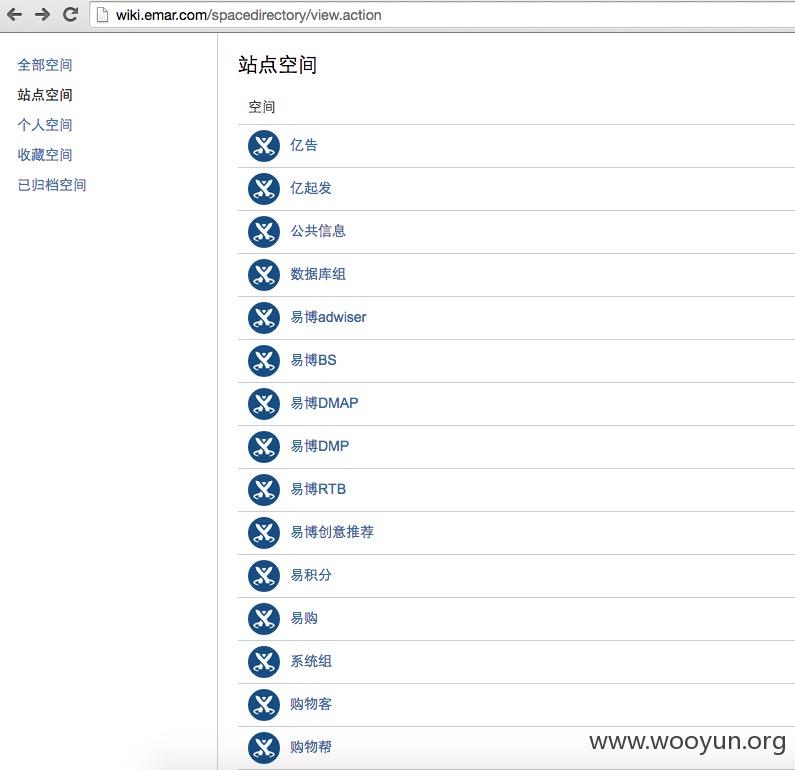 wiki.emar.com/spacedirectory/view.action
全部空间
站点空间
个人空间
收藏空间
已归档空间
站点空间
空间
亿告
亿起发
公共信息
数据库组
易博adwiser
易博BS
易博DMAP
易博DMP
易博RTB
易博创意推荐
易积分
易购
系统组
购物客
购物帮
www.wooyun.org